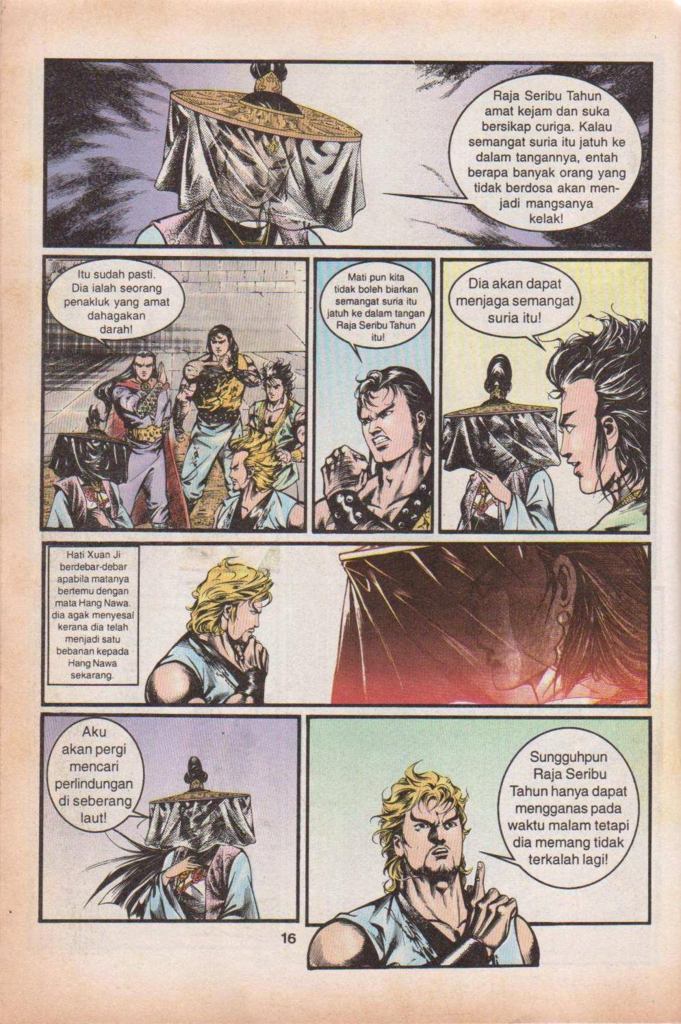 Raja Seribu Tahun
amat kejam dan suka
bersikap curiga. Kalau
semangat suria itu jatuh ke
dalam tangannya, entah
berapa banyak orang yang
tidak berdosa akan men-
jadi mangsanya
kelak!
Itu sudah pasti.
Dia ialah seorang
penakluk yang amat
dahagakan
darah!
Mati pun kita
tidak boleh biarkan
semangat suria itu
jatuh ke dalam tangan
Raja Seribu Tahun
itu!
Dia akan dapat
menjaga semangat
suria itu!
Hati Xuan Ji
berdebar-debar
apabila matanya
bertemu dengan
mata Hang Nawa.
dia agak menyesal
kerana dia telah
menjadi satu
bebanan kepada
Hang Nawa
sekarang.
Aku
akan pergi
mencari
perlindungan
di seberang
laut!
Sungguhpun
Raja Seribu
Tahun hanya dapat
mengganas pada
waktu malam tetapi
dia memang tidak
terkalah lagi!
16